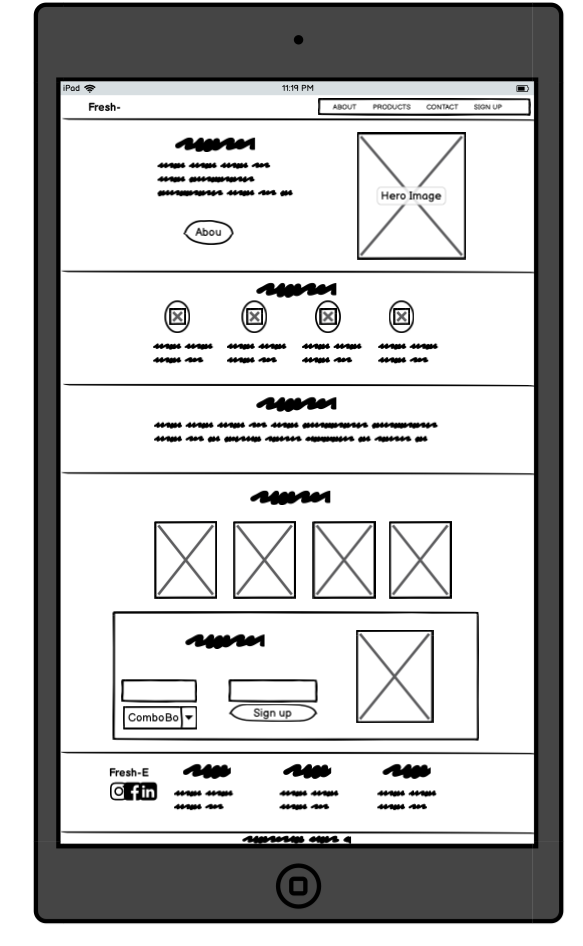 iPad 11:19 PM
Fresh- ABOUT PRODUCTS CONTACT SIGN UP
Hero Image
Abou
ComboBo Sign up
Fresh-E